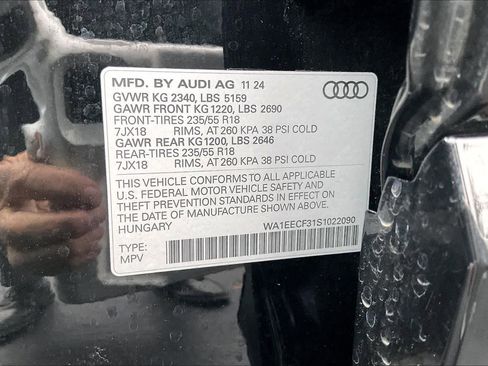 MFD. BY AUDI AG 11 24
GVWR KG 2340, LBS 5159
GAWR FRONT KG 1220, LBS 2690
FRONT-TIRES 235/55 R18
7JX18 RIMS, AT 260 KPA 38 PSI COLD
GAWR REAR KG1200, LBS 2646
REAR-TIRES 235/55 R18
7JX18 RIMS, AT 260 KPA 38 PSI COLD
THIS VEHICLE CONFORMS TO ALL APPLICABLE
U.S. FEDERAL MOTOR VEHICLE SAFETY AND
THEFT PREVENTION STANDARDS IN EFFECT ON
THE DATE OF MANUFACTURE SHOWN ABOVE.
HUNGARY
WA1EECF31S1022090
TYPE:
MPV